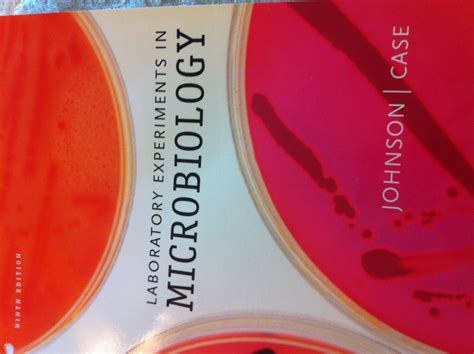 NINTH EDITION
LABORATORY EXPERIMENTS IN
MICROBIOLOGY
JOHNSON | CASE